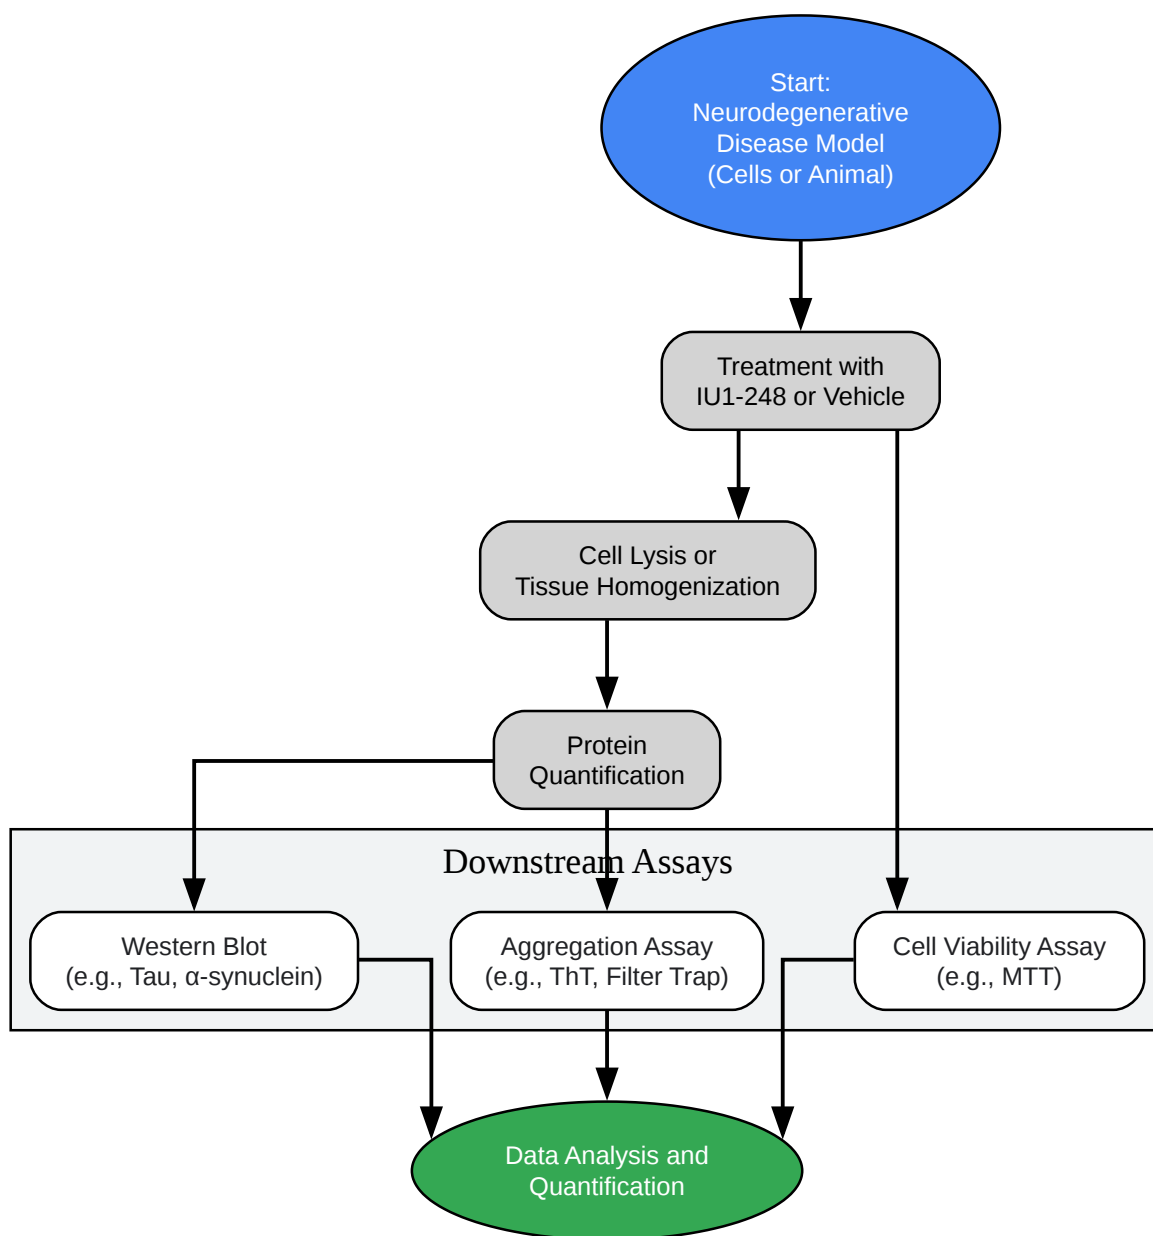 Start:
Neurodegenerative
Disease Model
(Cells or Animal)
Treatment with
IU1-248 or Vehicle
Cell Lysis or
Tissue Homogenization
Protein
Quantification
Downstream Assays
Western Blot
(e.g., Tau, α-synuclein)
Aggregation Assay
(e.g., ThT, Filter Trap)
Cell Viability Assay
(e.g., MTT)
Data Analysis and
Quantification